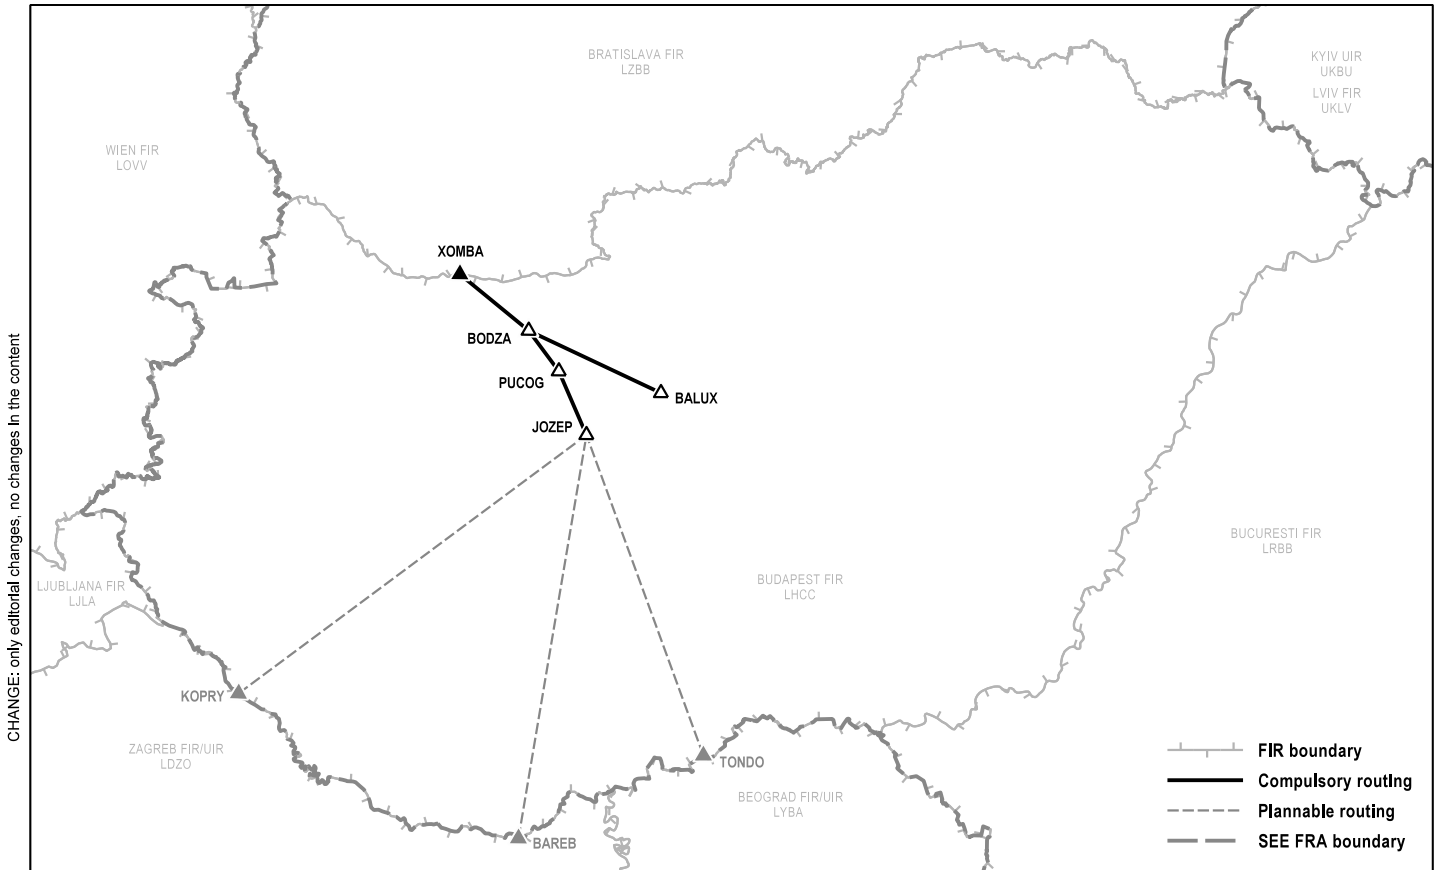 BRATISLAVA FIR
LZBB
KYIV UIR
UKBU
LVIV FIR
UKLV
WIEN FIR
LOVV
XOMBA
BODZA
PUCOG
BALUX
JOZEP
CHANGE: only editorial changes, no changes In the content
BUCURESTI FIR
LRBB
BUDAPEST FIR
LHCC
LJUBLJANA FIR
LJLA
KOPRY
ZAGREB FIR/UIR
LDZO
TONDO
BEOGRAD FIR/UIR
LYBA
BAREB
FIR boundary
Compulsory routing
Plannable routing
SEE FRA boundary